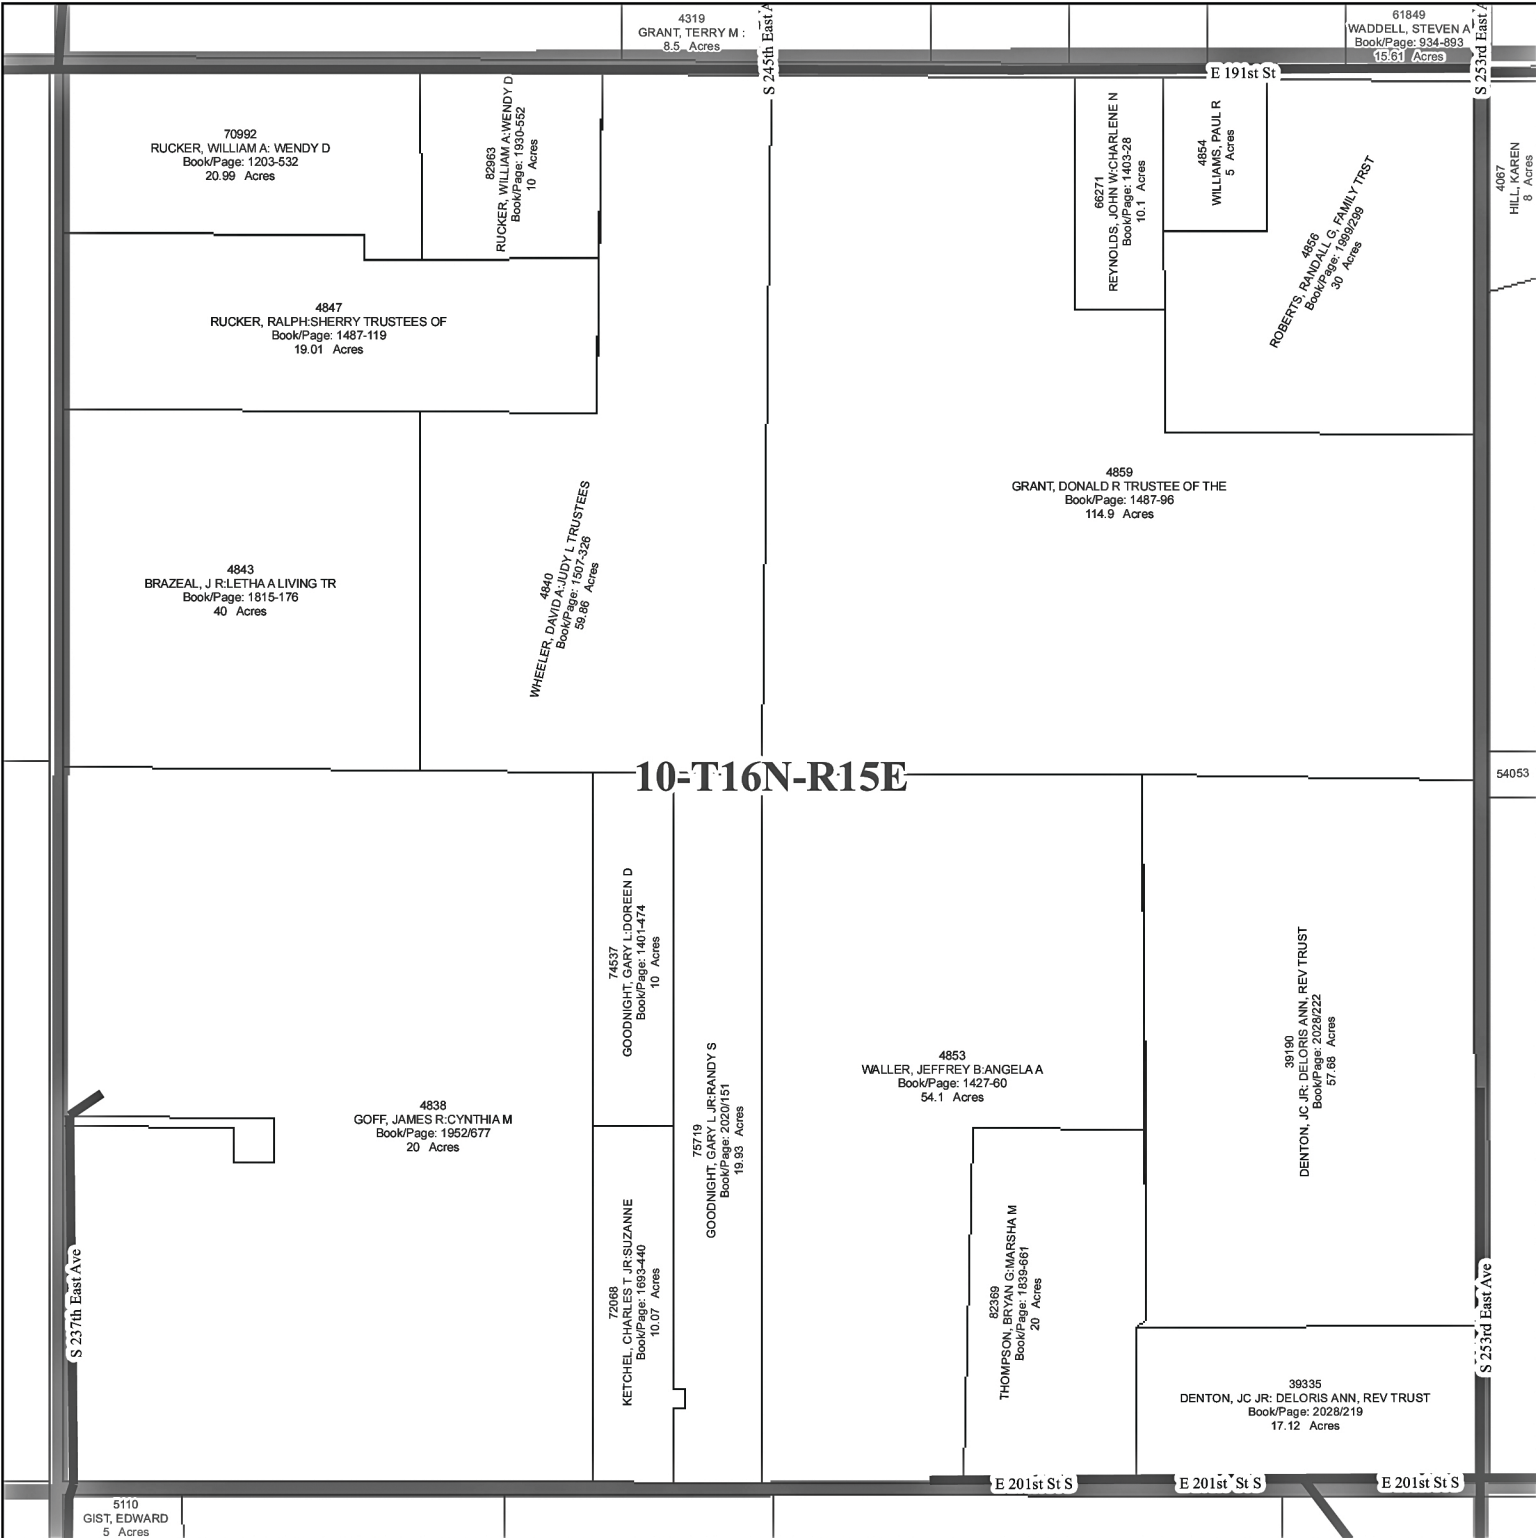 4319
GRANT, TERRY M :
8.5 Acres
S 245th East A
61849
WADDELL, STEVEN A
Book/Page: 934-893
15.61 Acres
S 253rd East A
E 191st St
70992
RUCKER, WILLIAM A: WENDY D
Book/Page: 1203-532
20.99 Acres
82963
RUCKER, WILLIAM A:WENDY D
Book/Page: 1930-552
10 Acres
66271
REYNOLDS, JOHN W:CHARLENE N
Book/Page: 1403-28
10.1 Acres
4854
WILLIAMS, PAUL R
5 Acres
4856
ROBERTS, RANDALL G, FAMILY TRST
Book/Page: 1999/299
30 Acres
4067
HILL, KAREN
8 Acres
4847
RUCKER, RALPH:SHERRY TRUSTEES OF
Book/Page: 1487-119
19.01 Acres
4859
GRANT, DONALD R TRUSTEE OF THE
Book/Page: 1487-96
114.9 Acres
4843
BRAZEAL, J R:LETHA A LIVING TR
Book/Page: 1815-176
40 Acres
4840
WHEELER, DAVID A:JUDY L TRUSTEES
Book/Page: 1507-326
59.86 Acres
10-T16N-R15E
54053
74537
GOODNIGHT, GARY L:DOREEN D
Book/Page: 1401-474
10 Acres
75719
GOODNIGHT, GARY L JR:RANDY S
Book/Page: 2020/151
19.93 Acres
4853
WALLER, JEFFREY B:ANGELA A
Book/Page: 1427-60
54.1 Acres
39190
DENTON, JC JR: DELORIS ANN, REV TRUST
Book/Page: 2028/222
57.68 Acres
4838
GOFF, JAMES R:CYNTHIA M
Book/Page: 1952/677
20 Acres
72068
KETCHEL, CHARLES T JR:SUZANNE
Book/Page: 1693-440
10.07 Acres
82369
THOMPSON, BRYAN G:MARSHA M
Book/Page: 1839-661
20 Acres
S 237th East Ave
S 253rd East Ave
39335
DENTON, JC JR: DELORIS ANN, REV TRUST
Book/Page: 2028/219
17.12 Acres
E 201st St S
E 201st St S
E 201st St S
5110
GIST, EDWARD
5 Acres